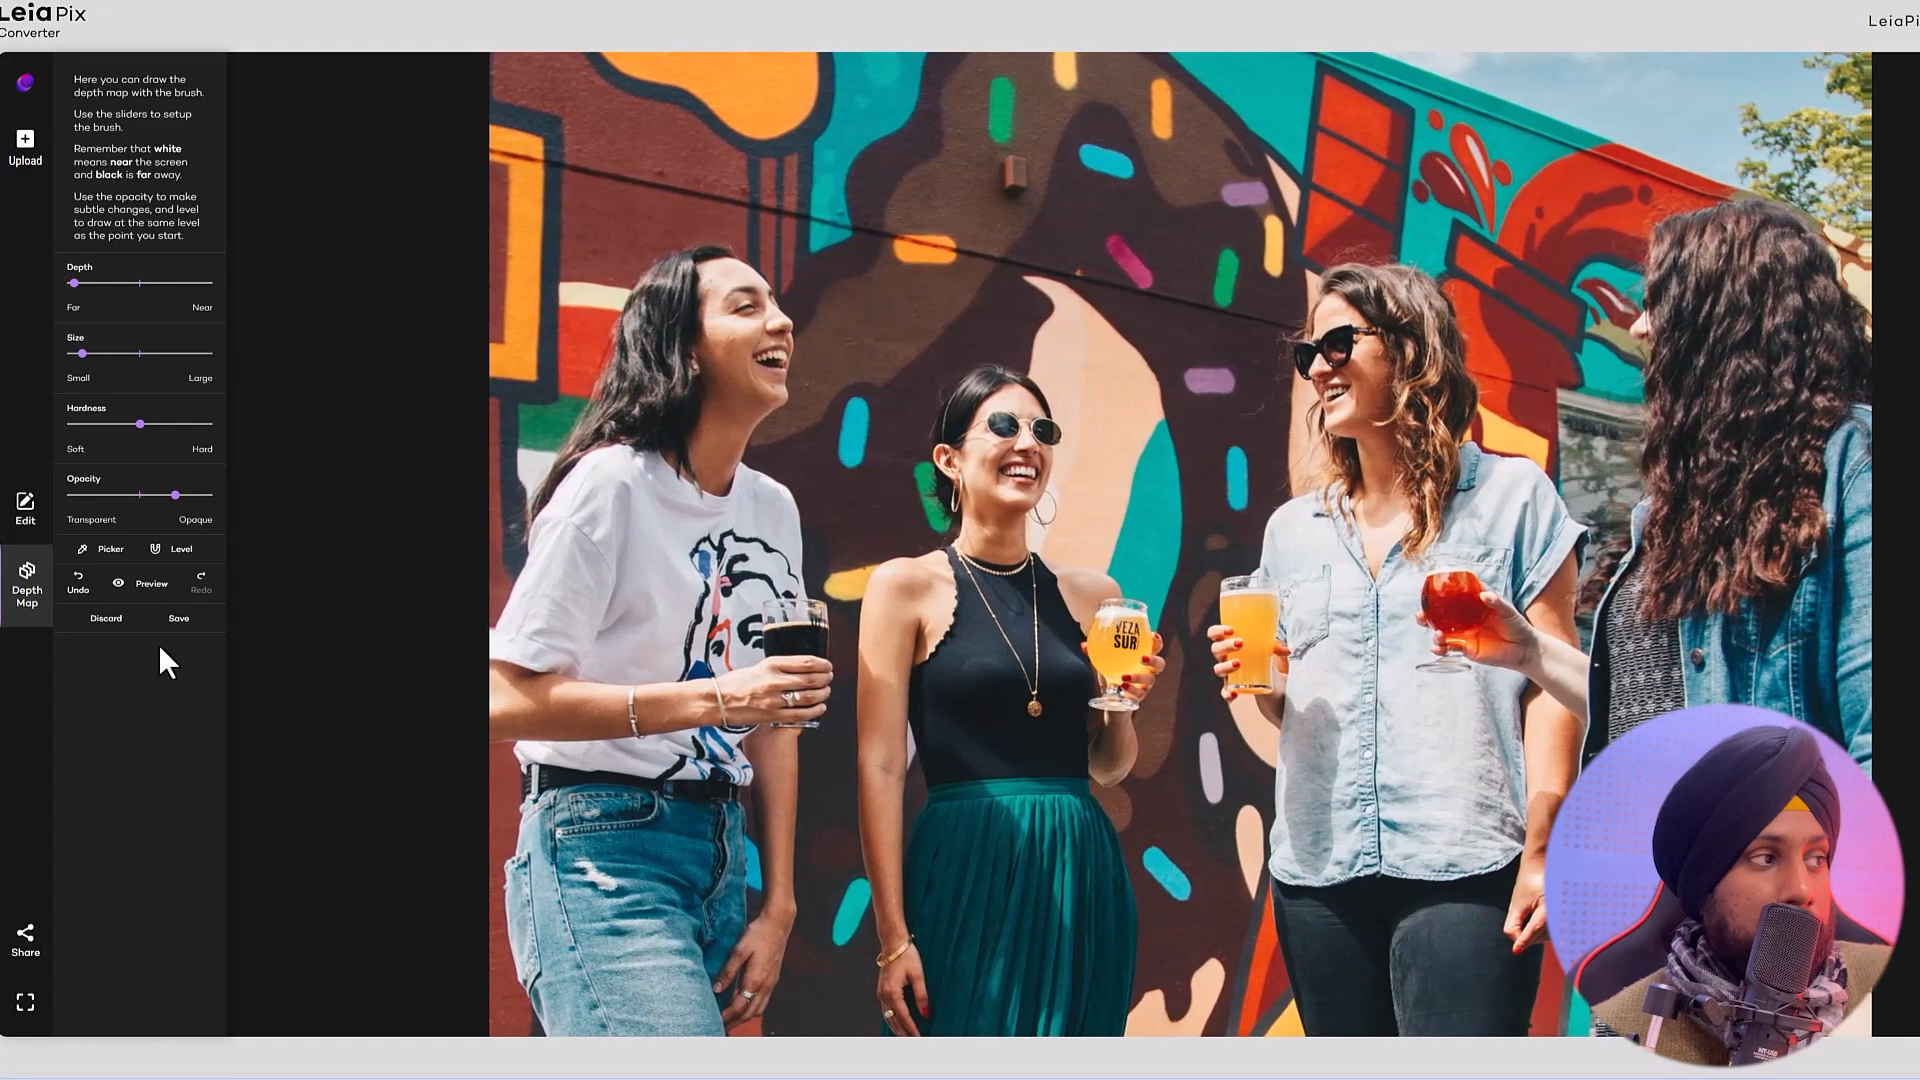 Leia Pix
Converter
LeiaPi
Upload
Here you can draw the
depth map with the brush.
Use the sliders to setup
the brush.
Remember that white
means near the screen
and black is far away.
Use the opacity to make
subtle changes, and level
to draw at the same level
as the point you start.
Depth
Far Near
Size
Small Large
Hardness
Soft Hard
Opacity
Transparent Opaque
Picker Level
Undo Preview Redo
Discard Save
Edit
Depth
Map
Share
VEZA
SUR
NT-USB